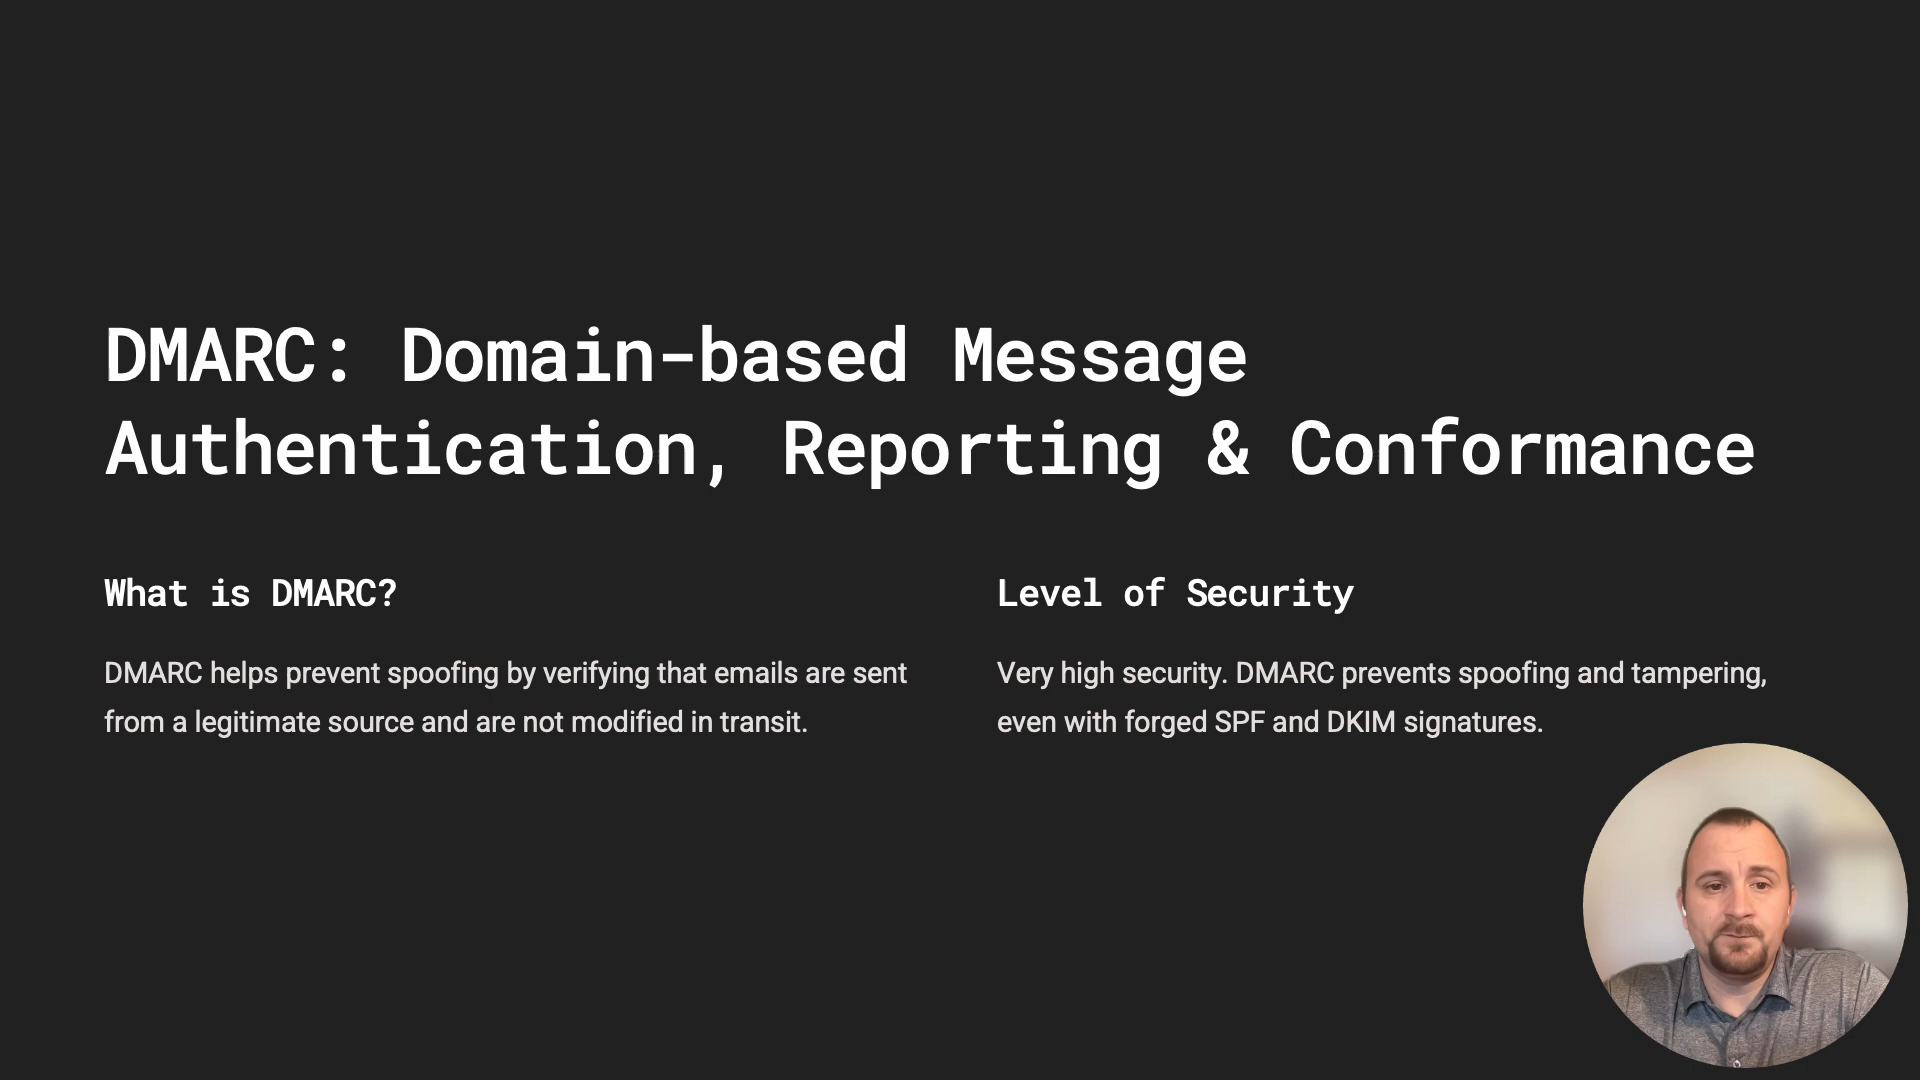 DMARC: Domain-based Message
Authentication, Reporting & Conformance
What is DMARC?
DMARC helps prevent spoofing by verifying that emails are sent
from a legitimate source and are not modified in transit.
Level of Security
Very high security. DMARC prevents spoofing and tampering,
even with forged SPF and DKIM signatures.